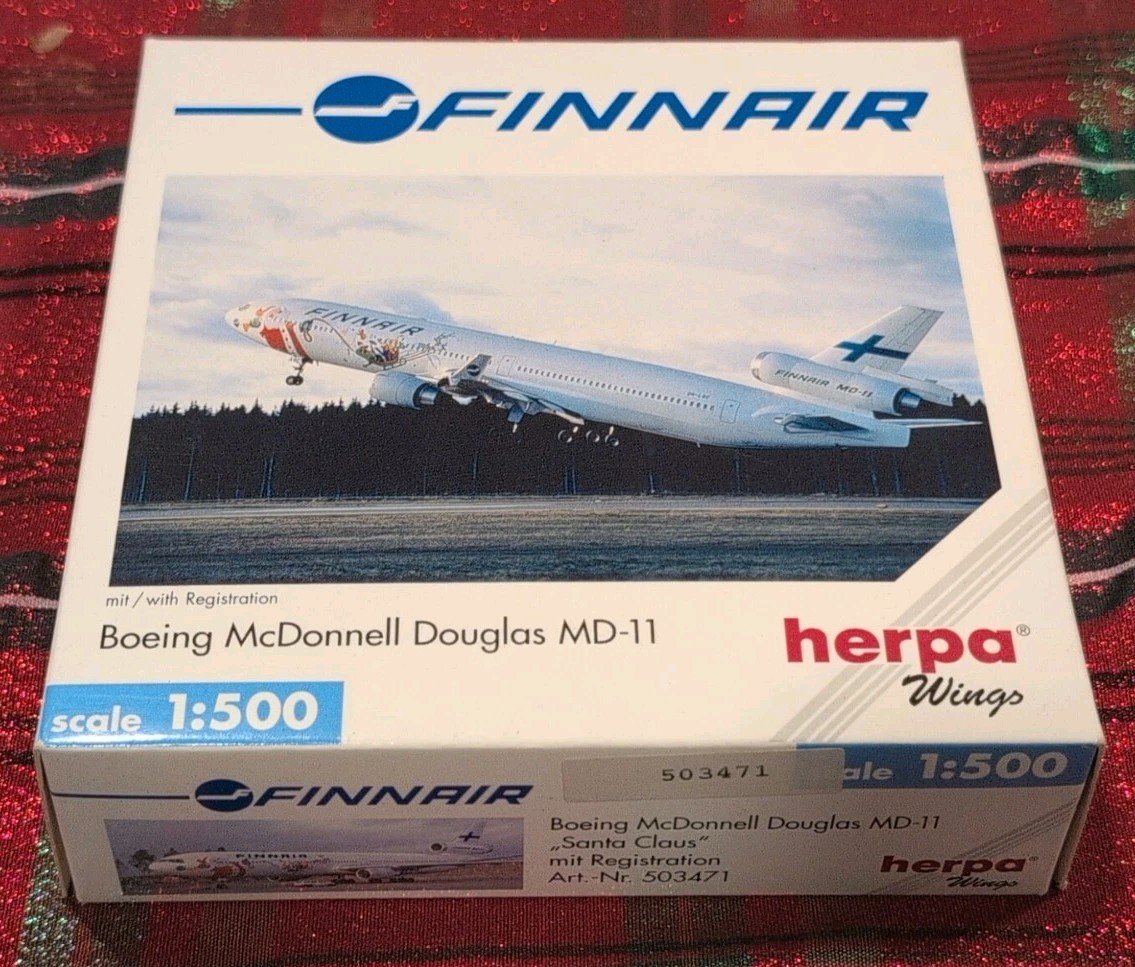 FINNAIR
FINNAIR
FINNAIR MD-11
mit / with Registration
Boeing McDonnell Douglas MD-11
herpa®
Wings
scale 1:500
503471
ale 1:500
FINNAIR
FINNAIR
Boeing McDonnell Douglas MD-11
„Santa Claus“
mit Registration
Art.-Nr. 503471
herpa®
Wings